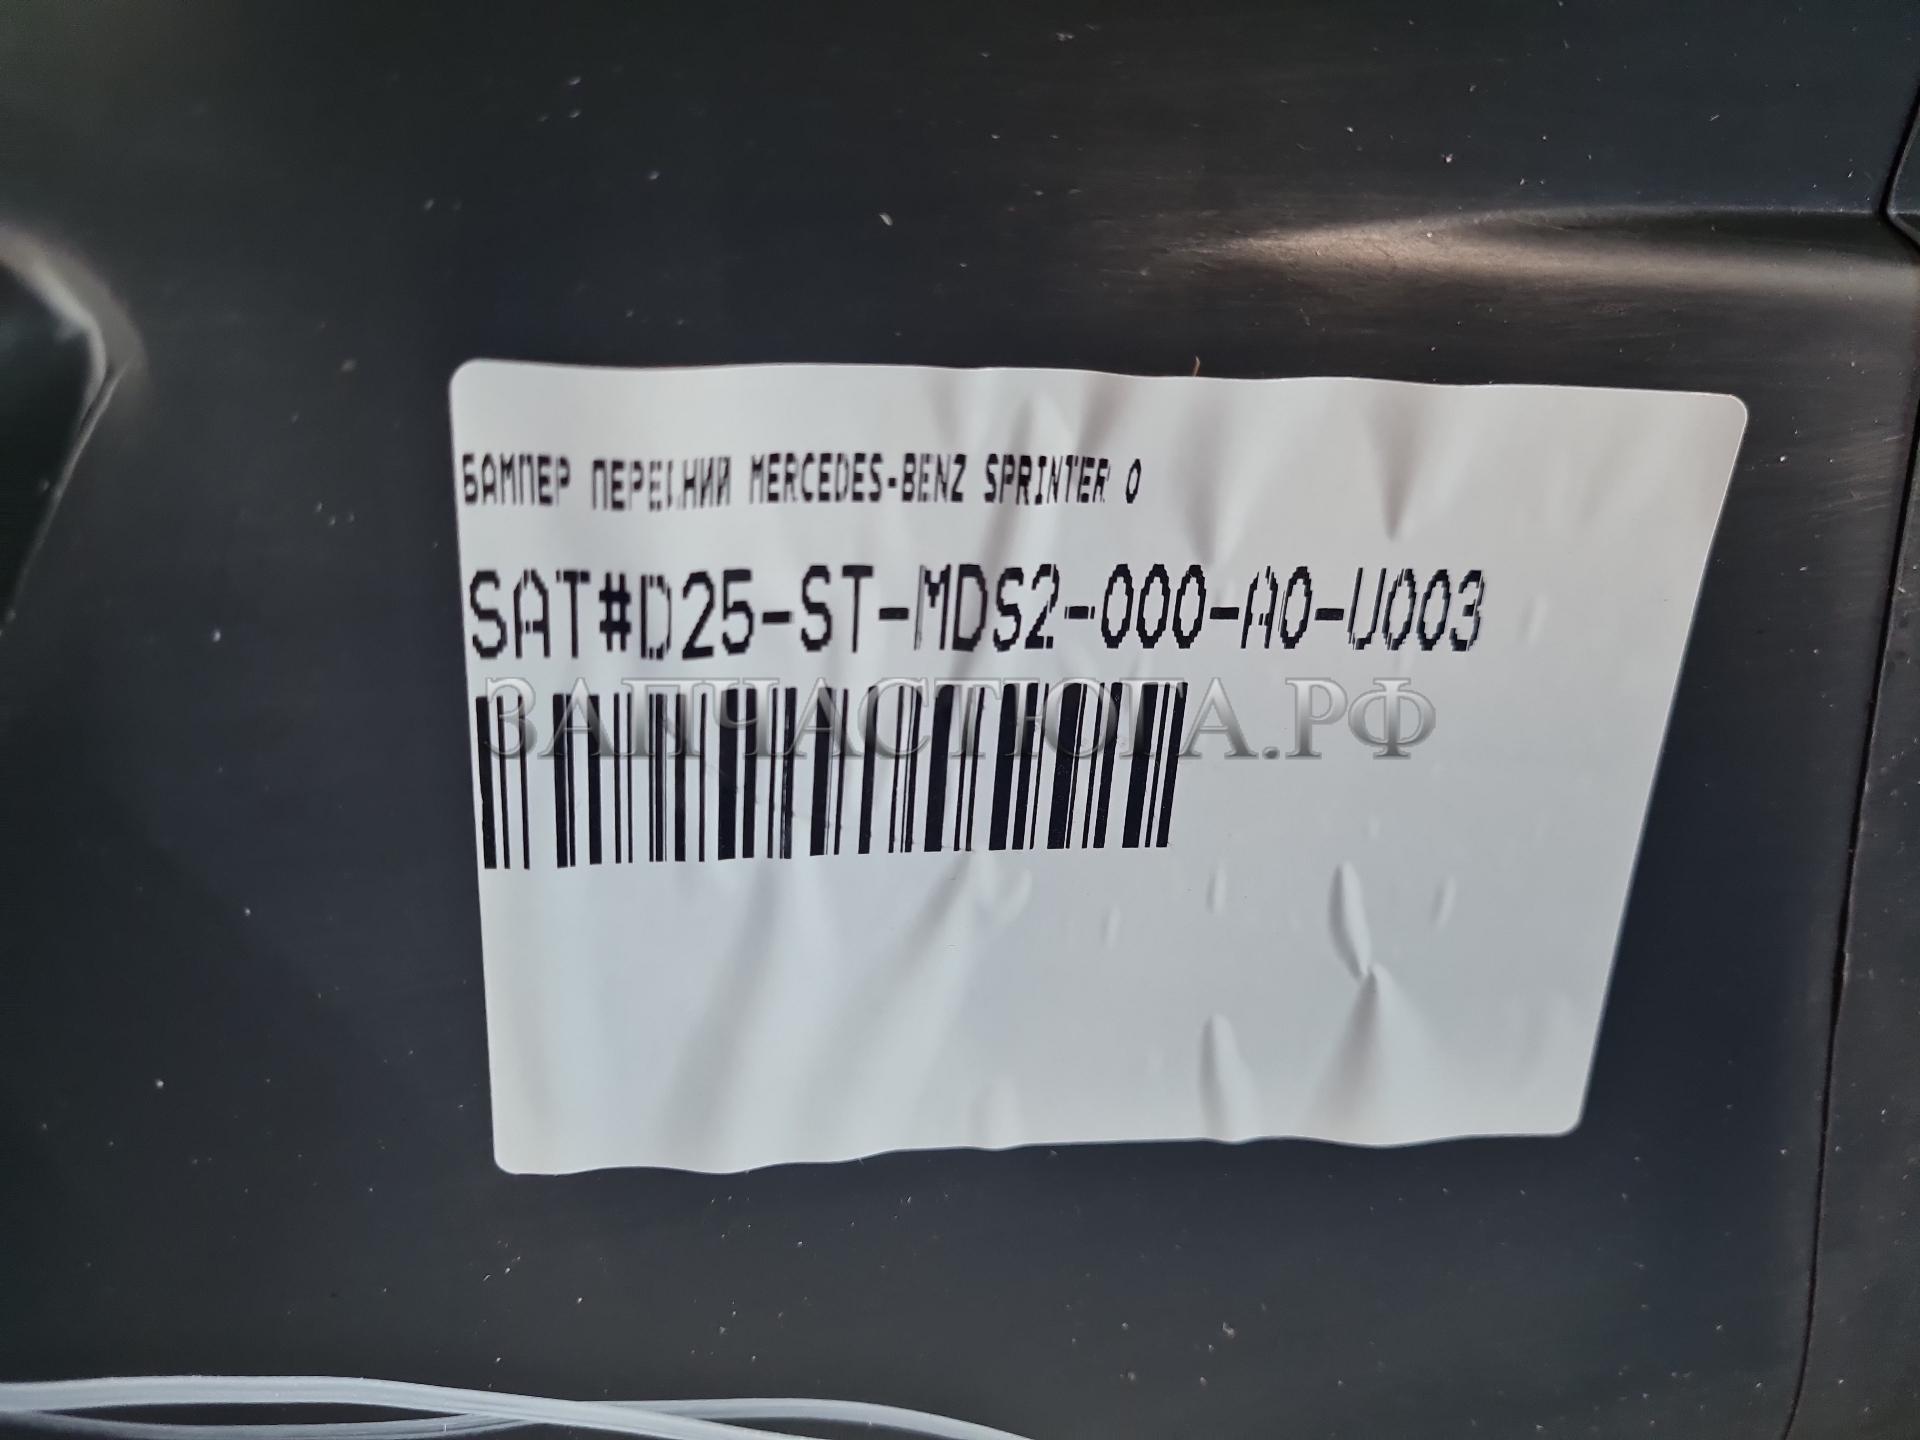 БАМПЕР ПЕРЕДНИЙ MERCEDES-BENZ SPRINTER 0
SAT#D25-ST-MDS2-000-A0-U003
ЗАПЧАСТЮГА.РФ